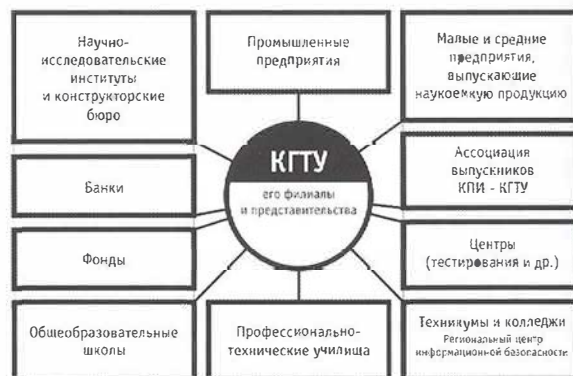 Научно-
исследовательские
институты
и конструкторские
бюро
Промышленные
предприятия
Малые и средние
предприятия,
выпускающие
наукоемкую продукцию
КГТУ
его филиалы
и представительства
Банки
Ассоциация
выпускников
КПИ - КГТУ
Фонды
Центры
(тестирования и др.)
Общеобразовательные
школы
Профессионально-
технические училища
Техникумы и колледжи
Региональный центр
информационной безопасности